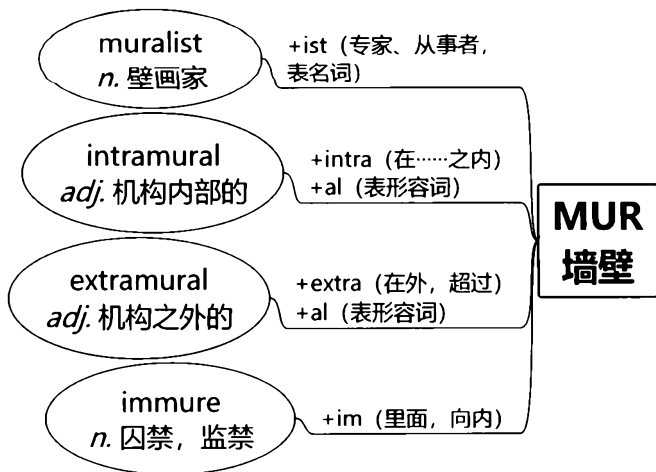 muralist
n. 壁画家
+ist（专家、从事者，
表名词）
intramural
adj. 机构内部的
+intra（在……之内）
+al（表形容词）
extramural
adj. 机构之外的
+extra（在外，超过）
+al（表形容词）
immure
n. 囚禁，监禁
+im（里面，向内）
MUR
墙壁